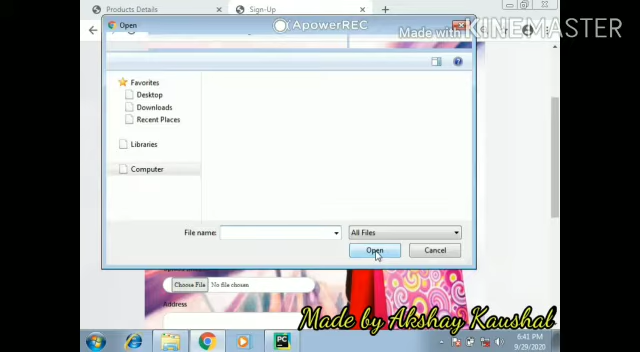 Products Details
Sign-Up
Open
ApowerREC
Made with KINEMASTER
Favorites
Desktop
Downloads
Recent Places
Libraries
Computer
File name:
All Files
Open
Cancel
Choose File
No file chosen
Address
Made by Akshay Kaushal
6:41 PM
9/29/2020